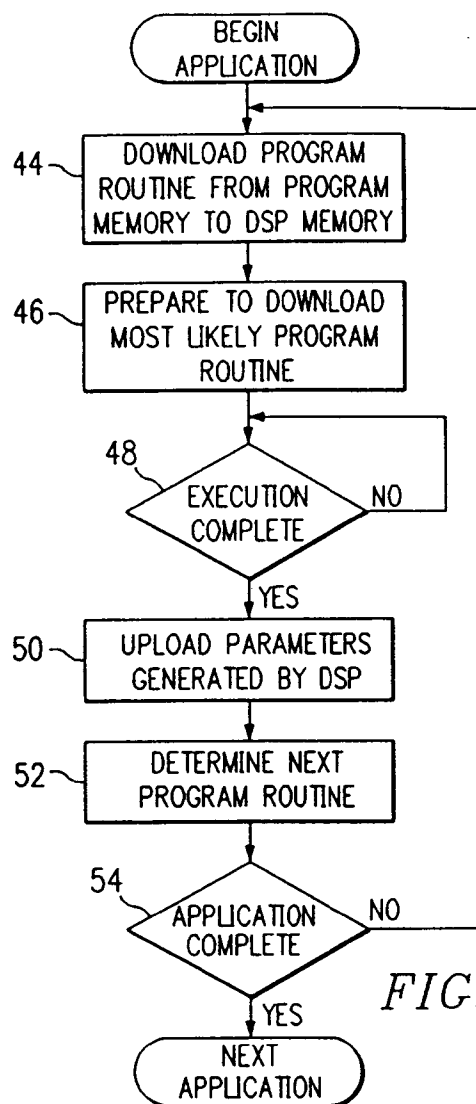 BEGIN
APPLICATION
44
DOWNLOAD PROGRAM
ROUTINE FROM PROGRAM
MEMORY TO DSP MEMORY
46
PREPARE TO DOWNLOAD
MOST LIKELY PROGRAM
ROUTINE
48
EXECUTION
COMPLETE
NO
YES
50
UPLOAD PARAMETERS
GENERATED BY DSP
52
DETERMINE NEXT
PROGRAM ROUTINE
54
APPLICATION
COMPLETE
NO
FIG.
YES
NEXT
APPLICATION